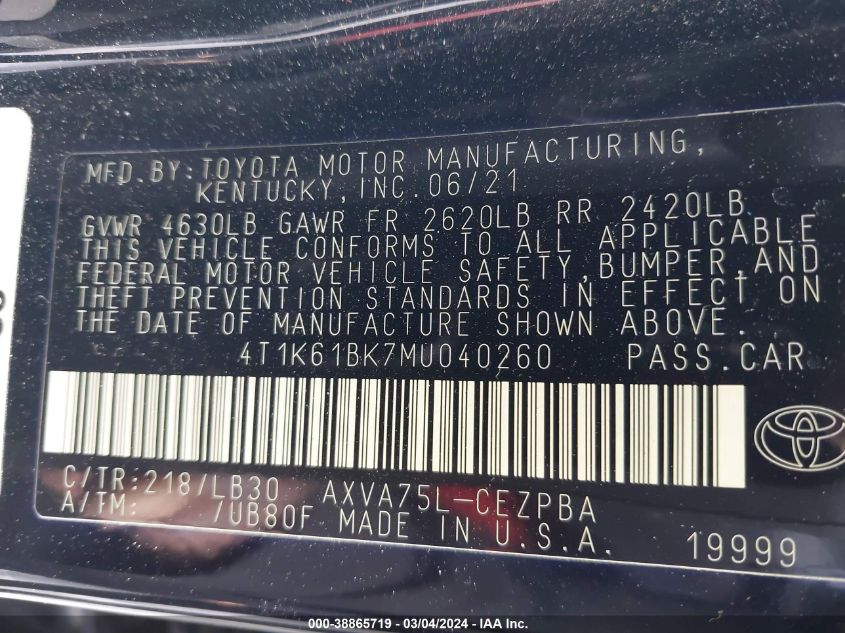 MFD.BY:TOYOTA MOTOR MANUFACTURING,
KENTUCKY,INC.06/21
GVWR 4630LB GAWR FR 2620LB RR 2420LB
THIS VEHICLE CONFORMS TO ALL APPLICABLE
FEDERAL MOTOR VEHICLE SAFETY,BUMPER,AND
THEFT PREVENTION STANDARDS IN EFFECT ON
THE DATE OF MANUFACTURE SHOWN ABOVE.
4T1K61BK7MU040260 PASS.CAR
C/TR:218/LB30 AXVA75L-CEZPBA
A/TM: /UB80F MADE IN U.S.A. 19999
000-38865719 — 03/04/2024 - IAA Inc.